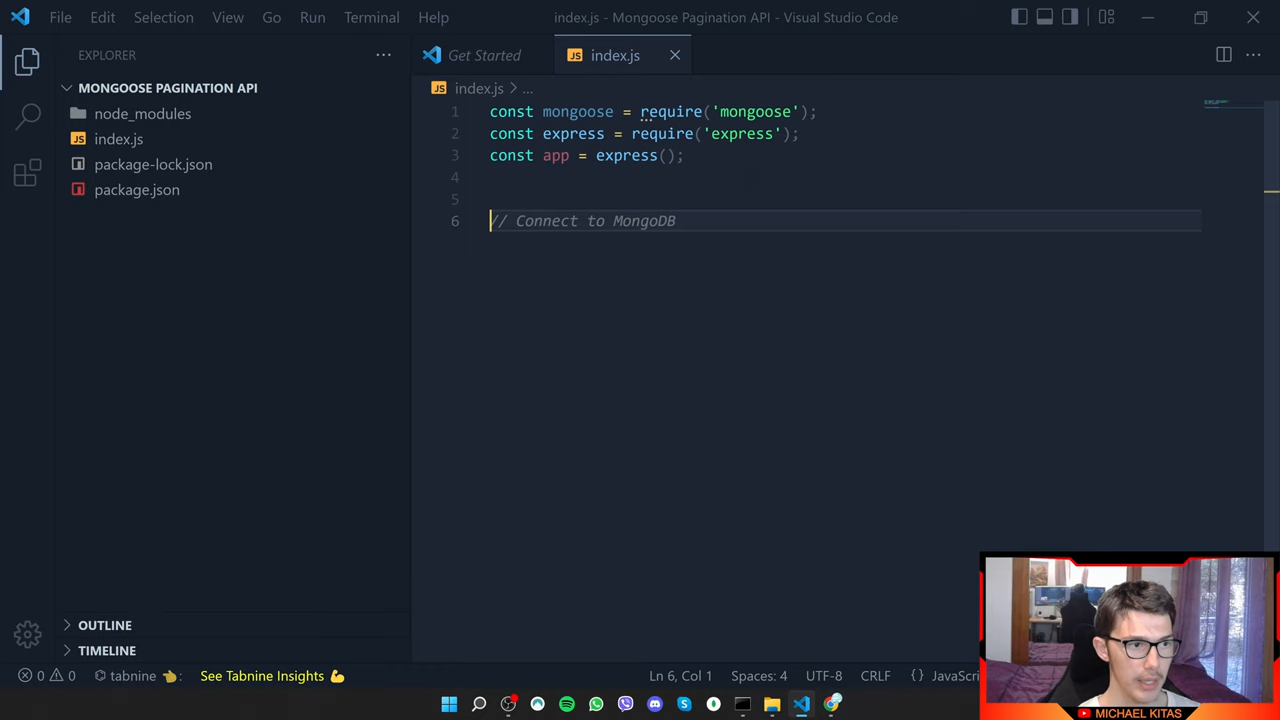 File Edit Selection View Go Run Terminal Help
index.js - Mongoose Pagination API - Visual Studio Code
EXPLORER
MONGOOSE PAGINATION API
node_modules
JS index.js
package-lock.json
package.json
OUTLINE
TIMELINE
Get Started
JS index.js
JS index.js > ...
1 const mongoose = require('mongoose');
2 const express = require('express');
3 const app = express();
4
5
6 // Connect to MongoDB
0 0 tabnine : See Tabnine Insights
Ln 6, Col 1 Spaces: 4 UTF-8 CRLF {} JavaScri
MICHAEL KITAS